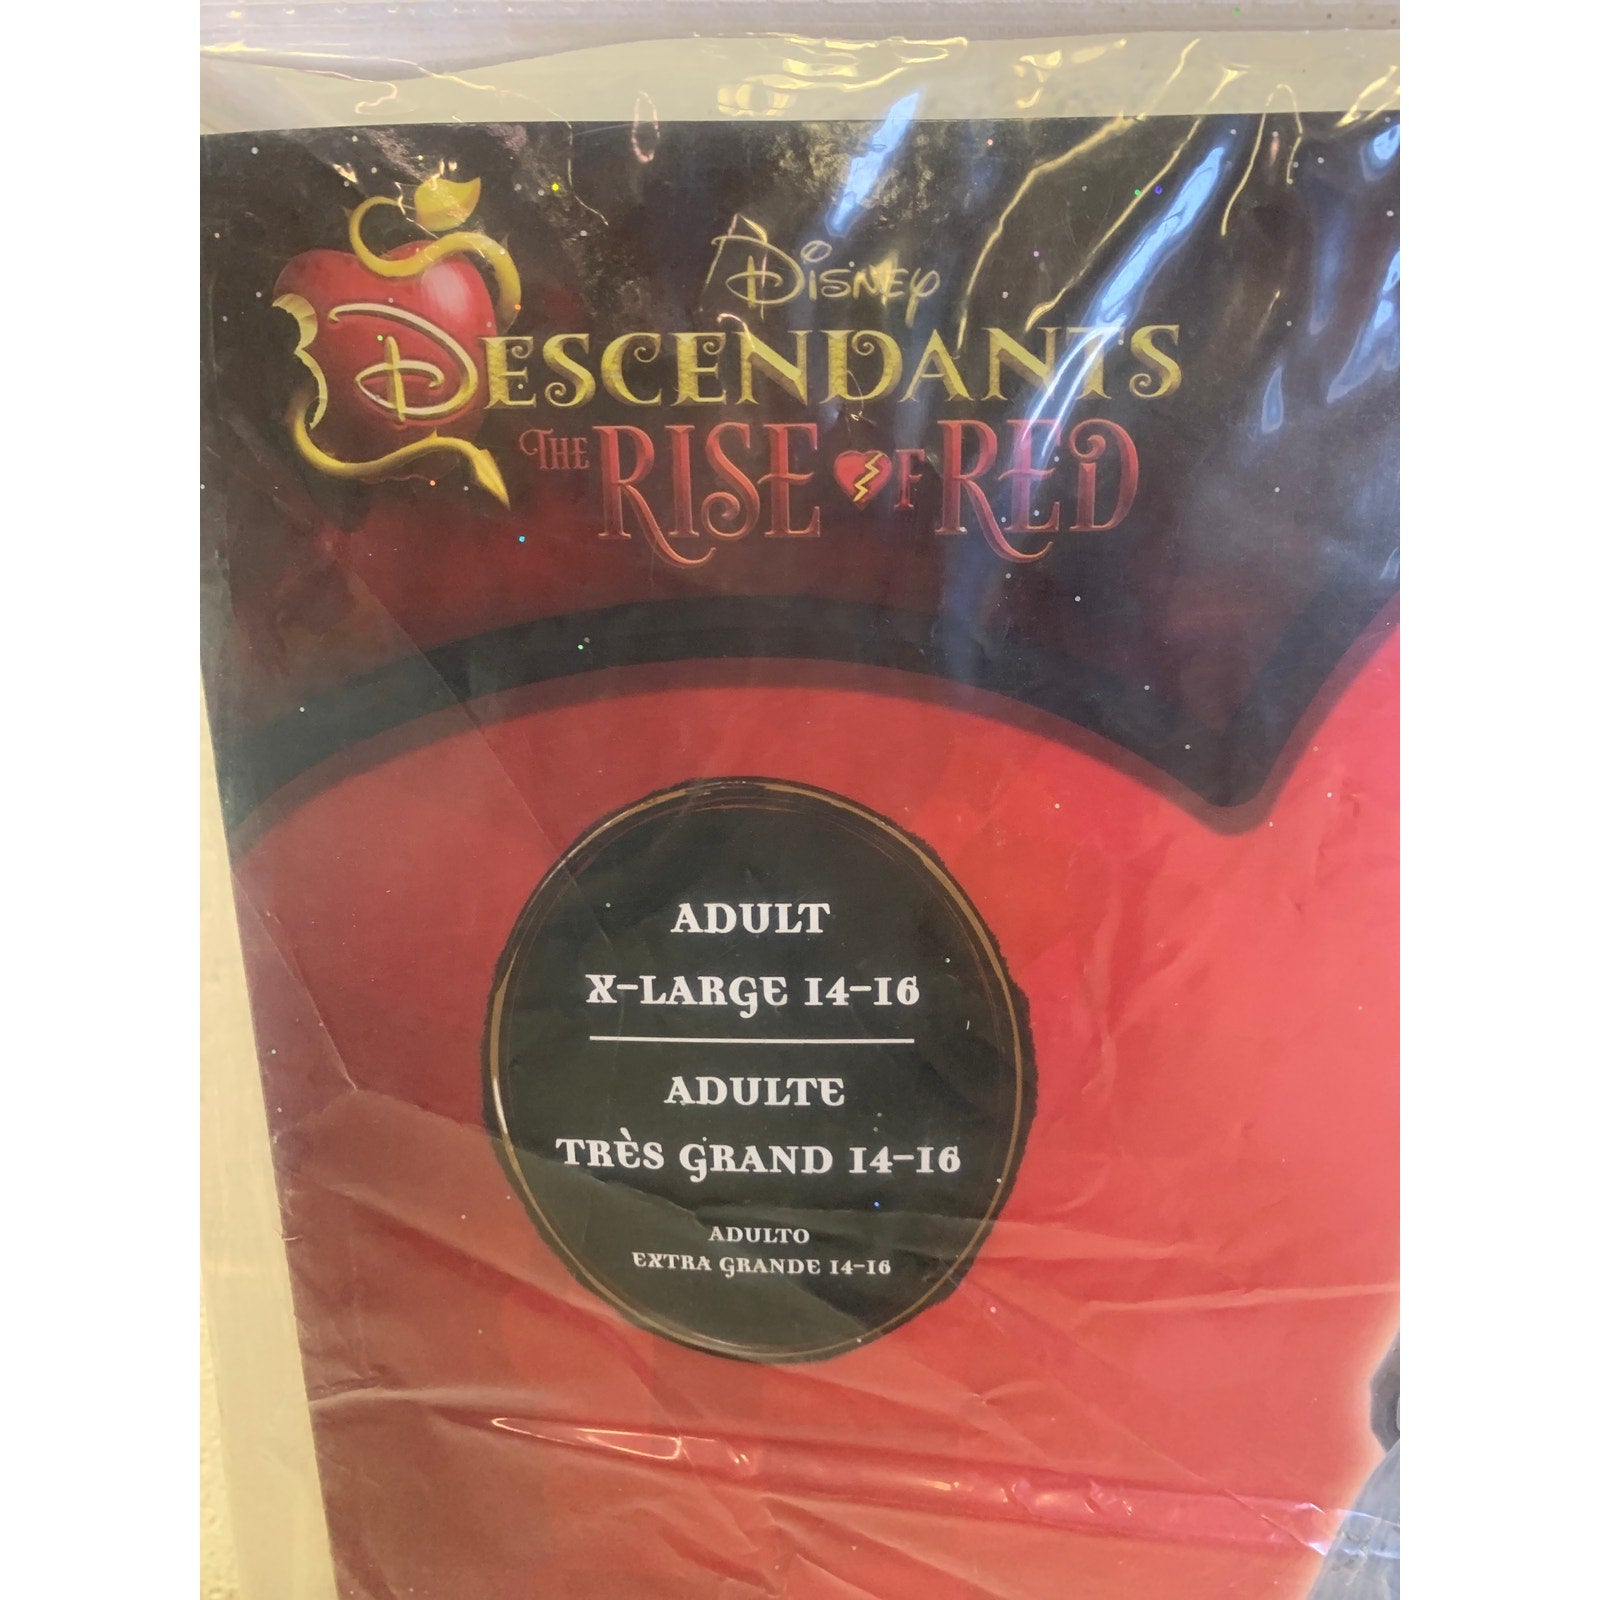 Disney
DESCENDANTS
THE RISE OF RED
ADULT
X-LARGE 14-16
ADULTE
TRÈS GRAND 14-16
ADULTO
EXTRA GRANDE 14-16